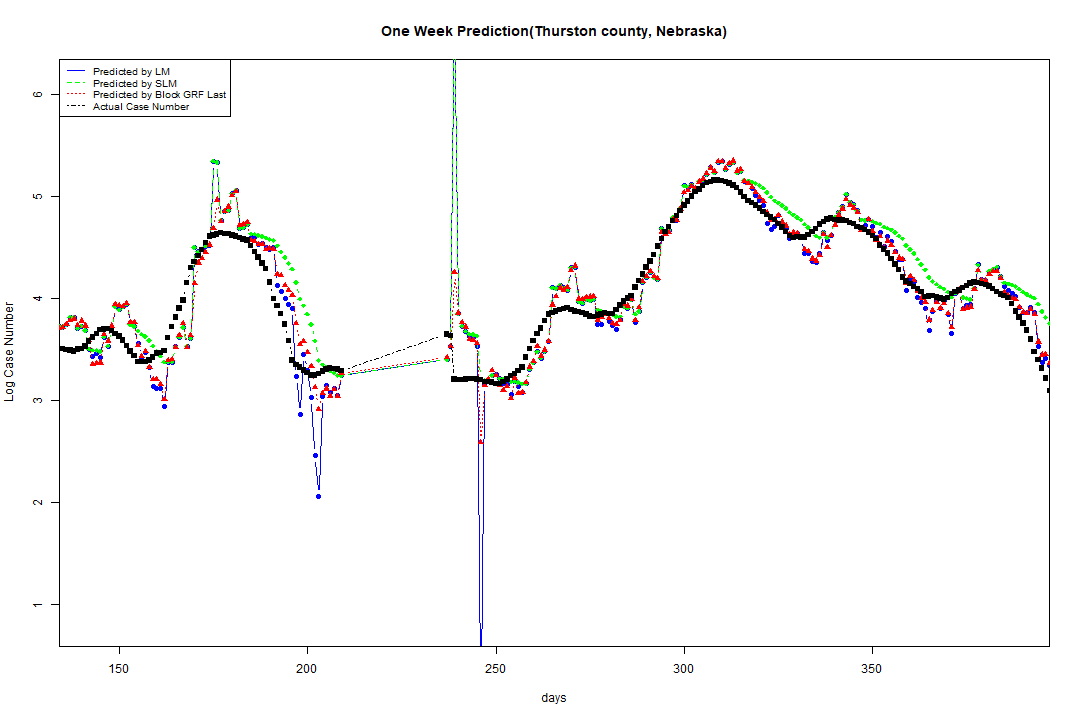 One Week Prediction(Thurston county, Nebraska)
Predicted by LM
Predicted by SLM
Predicted by Block GRF Last
Actual Case Number
6
5
4
3
2
1
Log Case Number
150
200
250
300
350
days